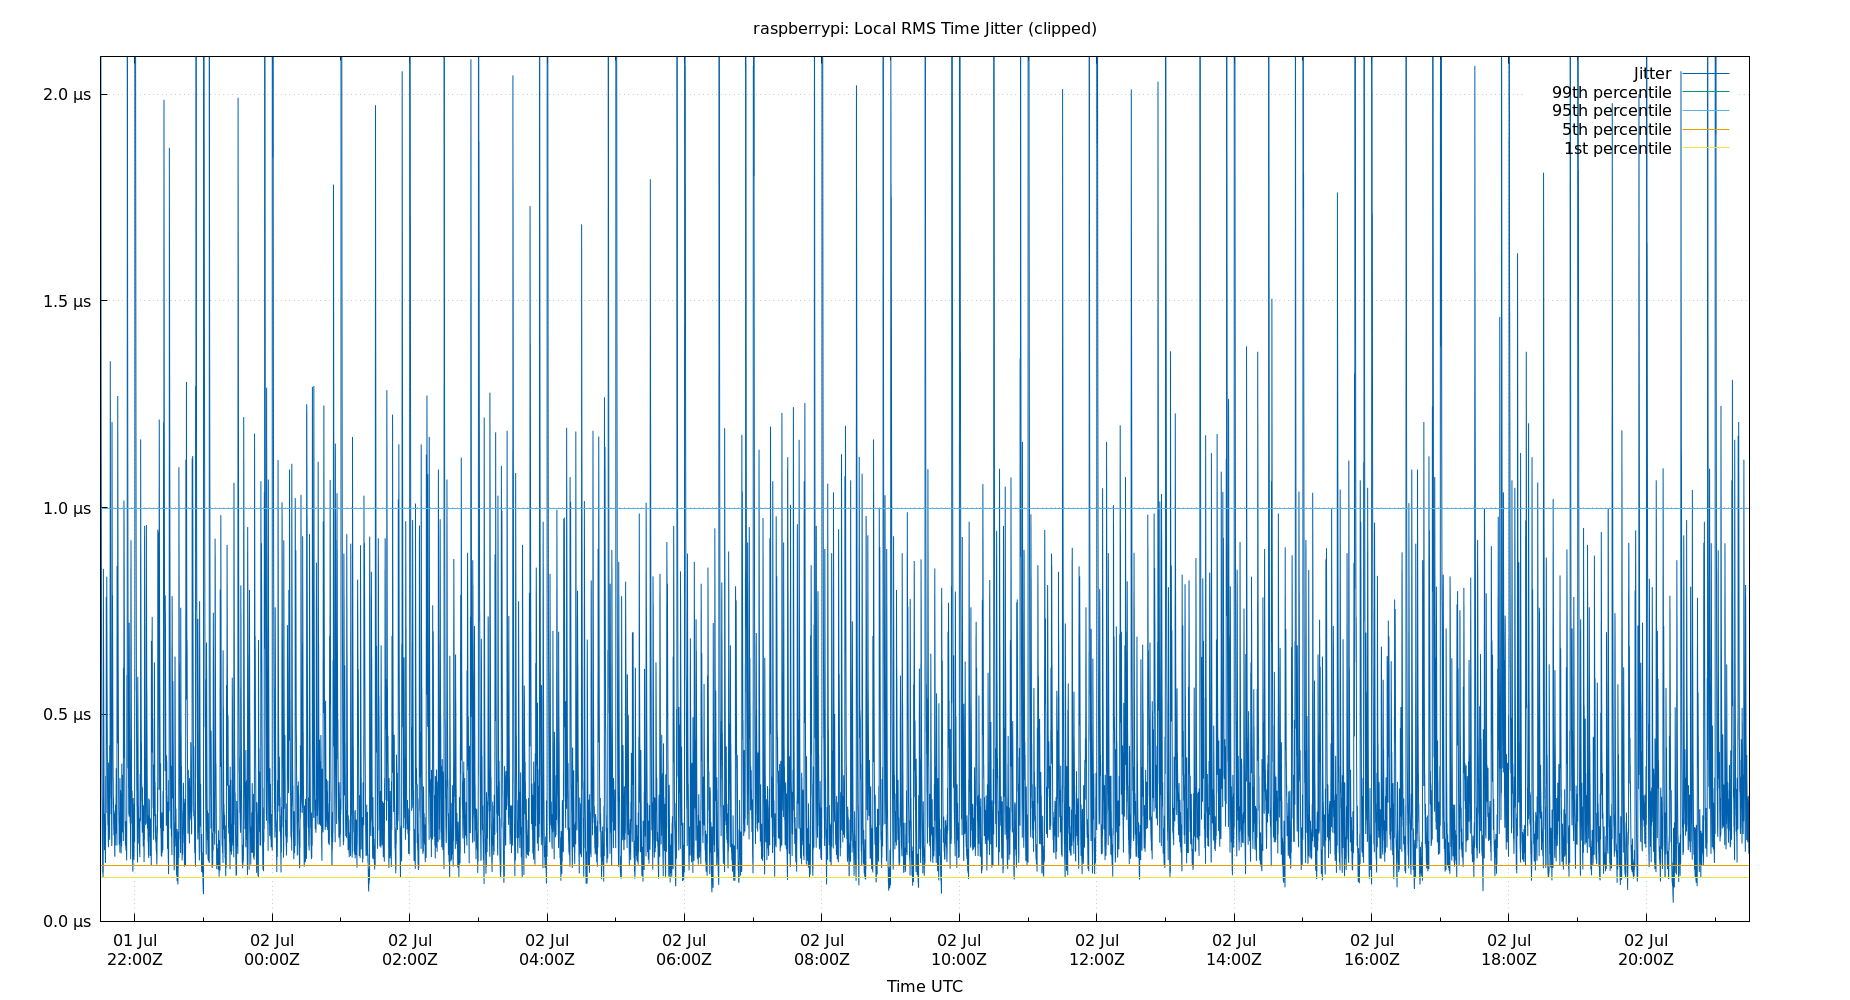 raspberrypi: Local RMS Time Jitter (clipped)
Jitter
99th percentile
95th percentile
5th percentile
1st percentile
2.0 µs
1.5 µs
1.0 µs
0.5 µs
0.0 µs
01 Jul 02 Jul 02 Jul 02 Jul 02 Jul 02 Jul 02 Jul 02 Jul 02 Jul 02 Jul 02 Jul 02 Jul
22:00Z 00:00Z 02:00Z 04:00Z 06:00Z 08:00Z 10:00Z 12:00Z 14:00Z 16:00Z 18:00Z 20:00Z
Time UTC